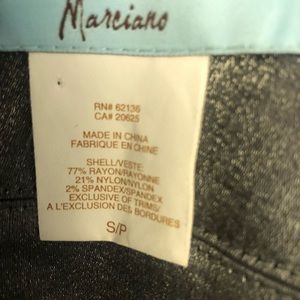 Marciano
RN# 62136
CA# 20625
MADE IN CHINA
FABRIQUE EN CHINE
SHELL/VESTE:
77% RAYON/RAYONNE
21% NYLON/NYLON
2% SPANDEX/SPANDEX
EXCLUSIVE OF TRIMS/
A L'EXCLUSION DES BORDURES
S/P